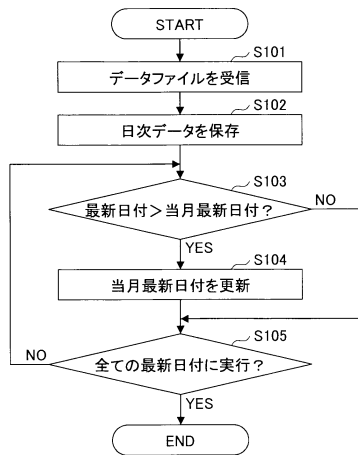 START
S101
データファイルを受信
S102
日次データを保存
S103
最新日付>当月最新日付?
NO
YES
S104
当月最新日付を更新
S105
NO
全ての最新日付に実行?
YES
END